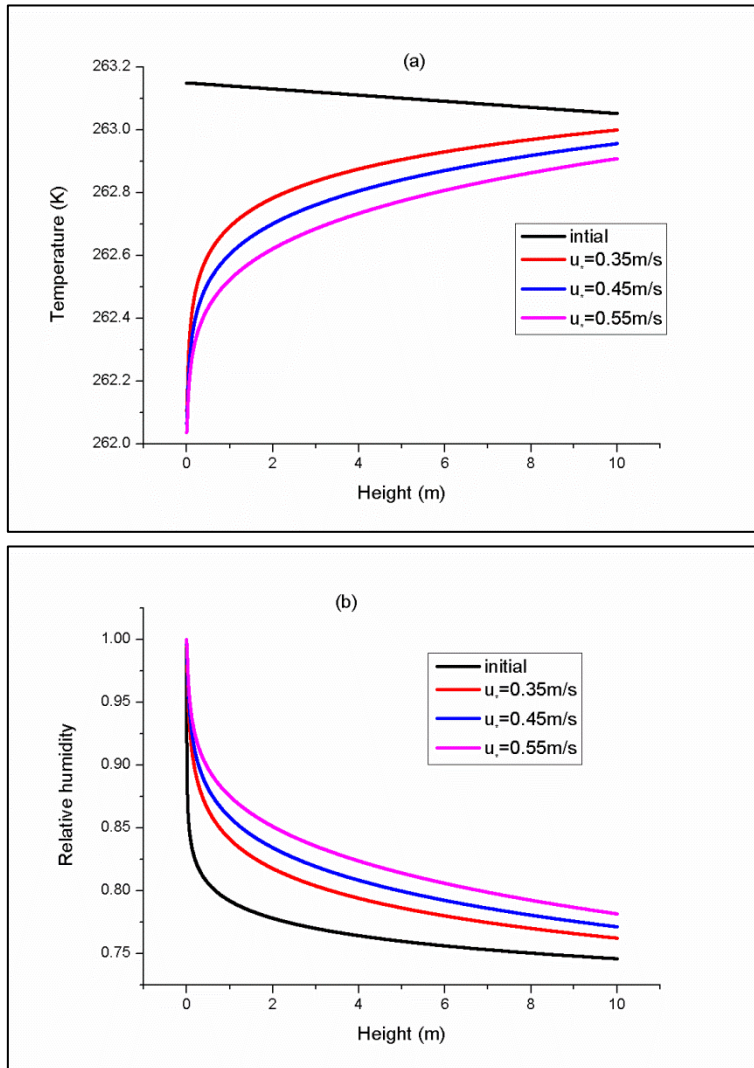 (a)
263.2
263.0
262.8
262.6
262.4
262.2
262.0
Temperature (K)
0 2 4 6 8 10
Height (m)
intial
u*=0.35m/s
u*=0.45m/s
u*=0.55m/s
(b)
1.00
0.95
0.90
0.85
0.80
0.75
Relative humidity
0 2 4 6 8 10
Height (m)
initial
u*=0.35m/s
u*=0.45m/s
u*=0.55m/s